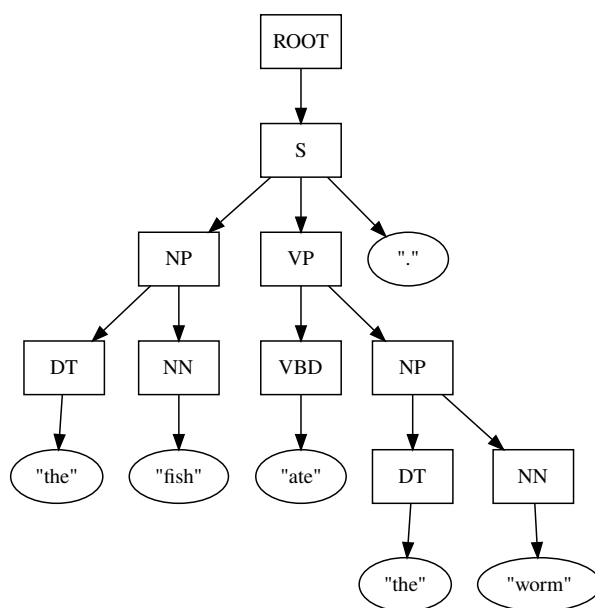 ROOT
S
NP VP "."
DT NN VBD NP
"the" "fish" "ate" DT NN
"the" "worm"